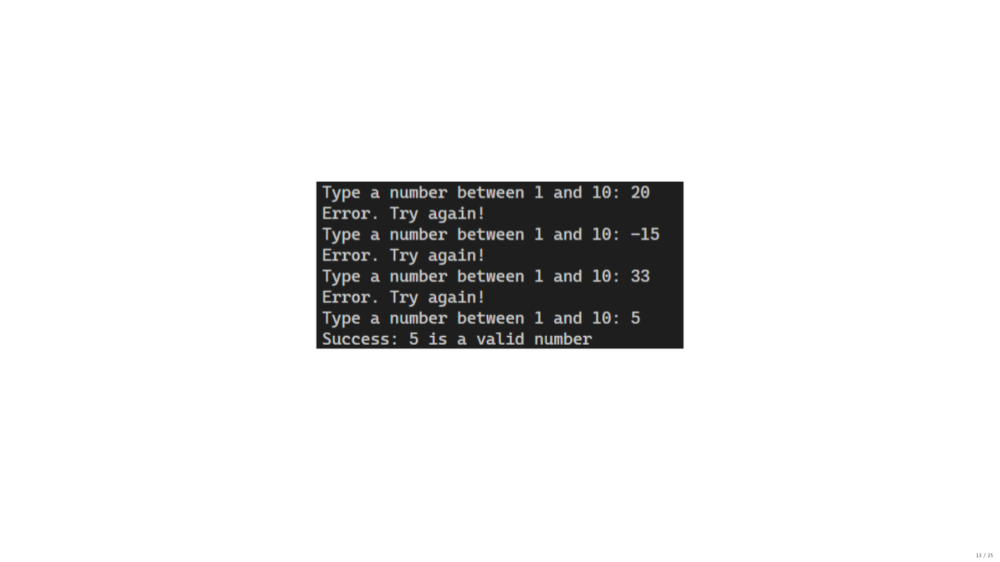 Type a number between 1 and 10: 20
Error. Try again!
Type a number between 1 and 10: -15
Error. Try again!
Type a number between 1 and 10: 33
Error. Try again!
Type a number between 1 and 10: 5
Success: 5 is a valid number
13 / 25